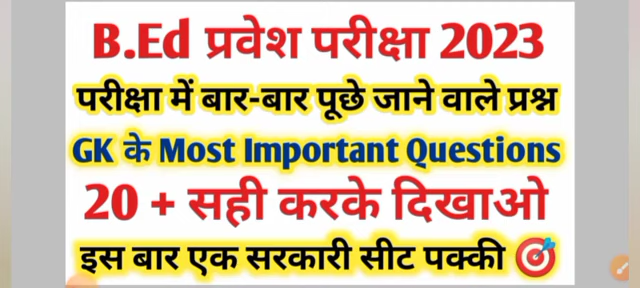 B.Ed प्रवेश परीक्षा 2023
परीक्षा में बार-बार पूछे जाने वाले प्रश्न
GK के Most Important Questions
20 + सही करके दिखाओ
इस बार एक सरकारी सीट पक्की